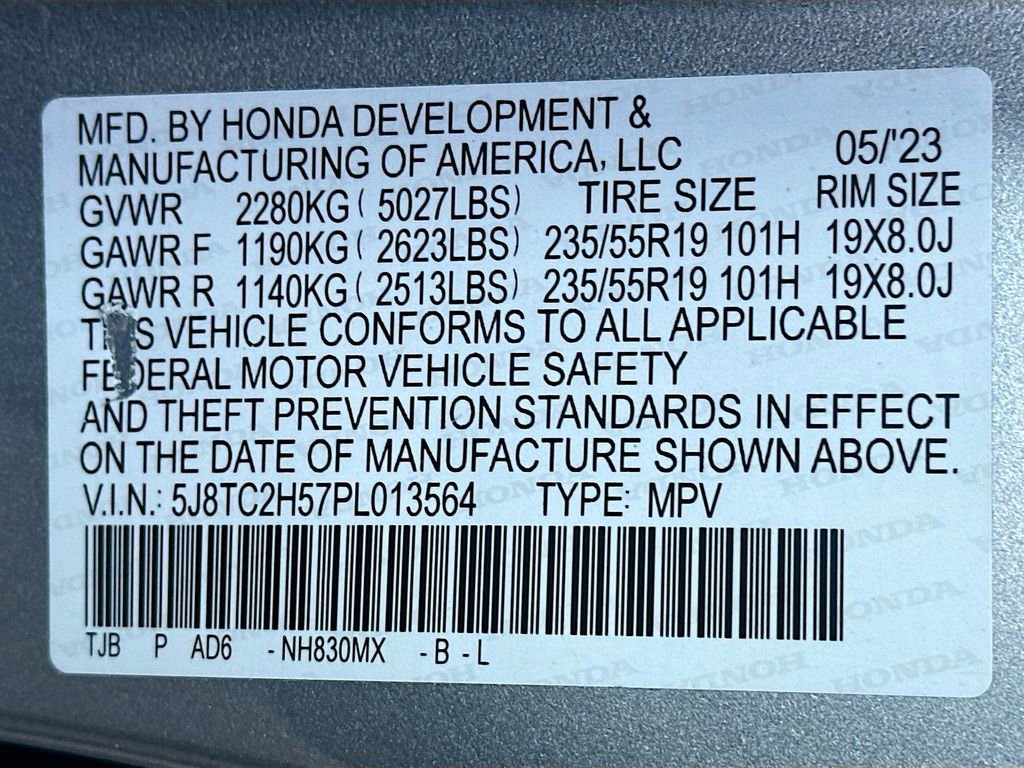 MFD. BY HONDA DEVELOPMENT &
MANUFACTURING OF AMERICA, LLC 05/'23
GVWR 2280KG ( 5027LBS) TIRE SIZE RIM SIZE
GAWR F 1190KG ( 2623LBS) 235/55R19 101H 19X8.0J
GAWR R 1140KG ( 2513LBS) 235/55R19 101H 19X8.0J
THIS VEHICLE CONFORMS TO ALL APPLICABLE
FEDERAL MOTOR VEHICLE SAFETY
AND THEFT PREVENTION STANDARDS IN EFFECT
ON THE DATE OF MANUFACTURE SHOWN ABOVE.
V.I.N.: 5J8TC2H57PL013564 TYPE: MPV
TJB P AD6 - NH830MX - B - L